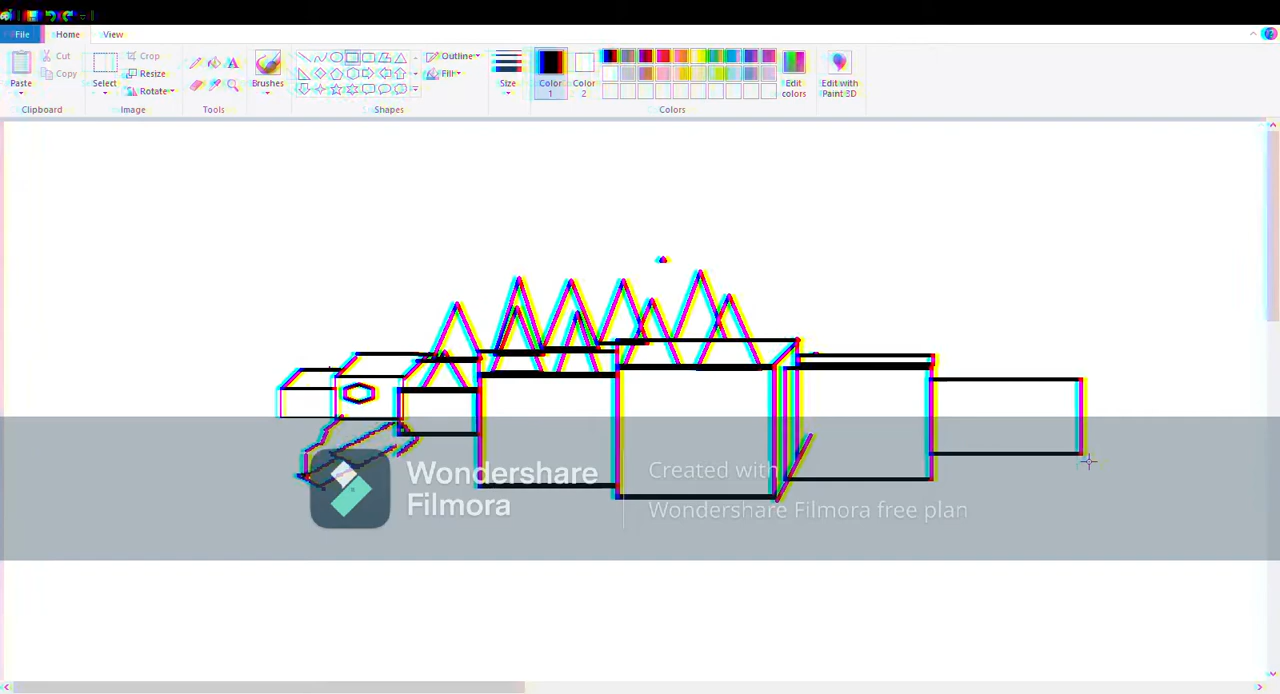 File Home View
Cut
Crop
Outline
Copy
Resize
Fill
Paste
Select
Rotate
Brushes
Size
Color 1
Color 2
Edit colors
Edit with Paint 3D
Clipboard
Image
Tools
Shapes
Colors
Wondershare
Filmora
Created with
Wondershare Filmora free plan